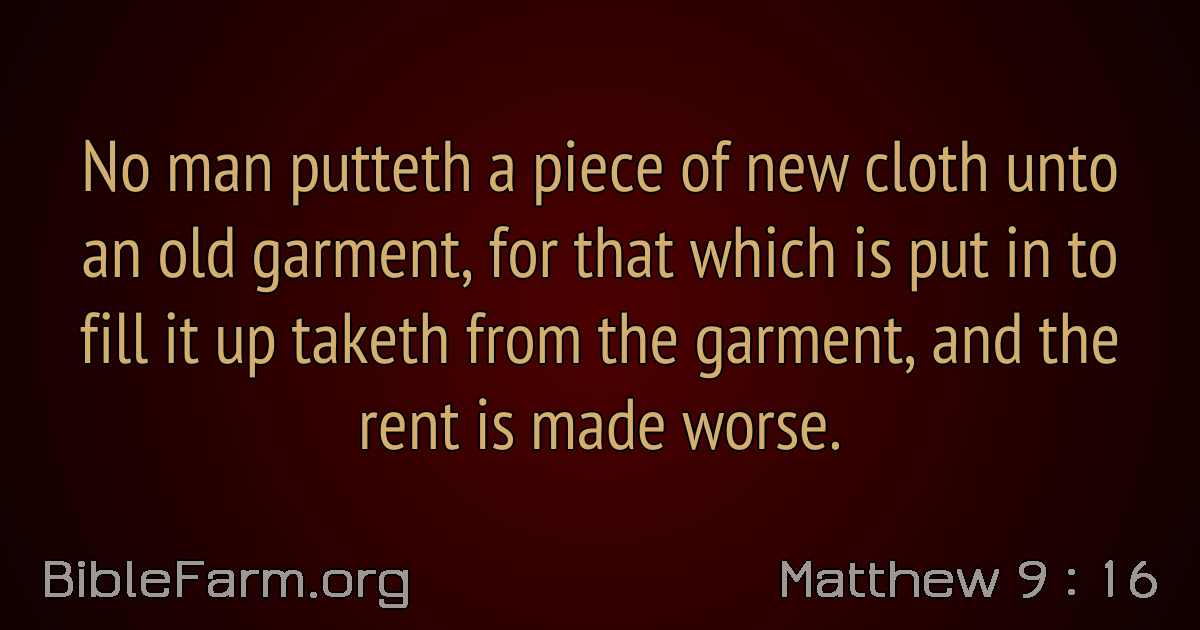 No man putteth a piece of new cloth unto
an old garment, for that which is put in to
fill it up taketh from the garment, and the
rent is made worse.
BibleFarm.org
Matthew 9 : 16